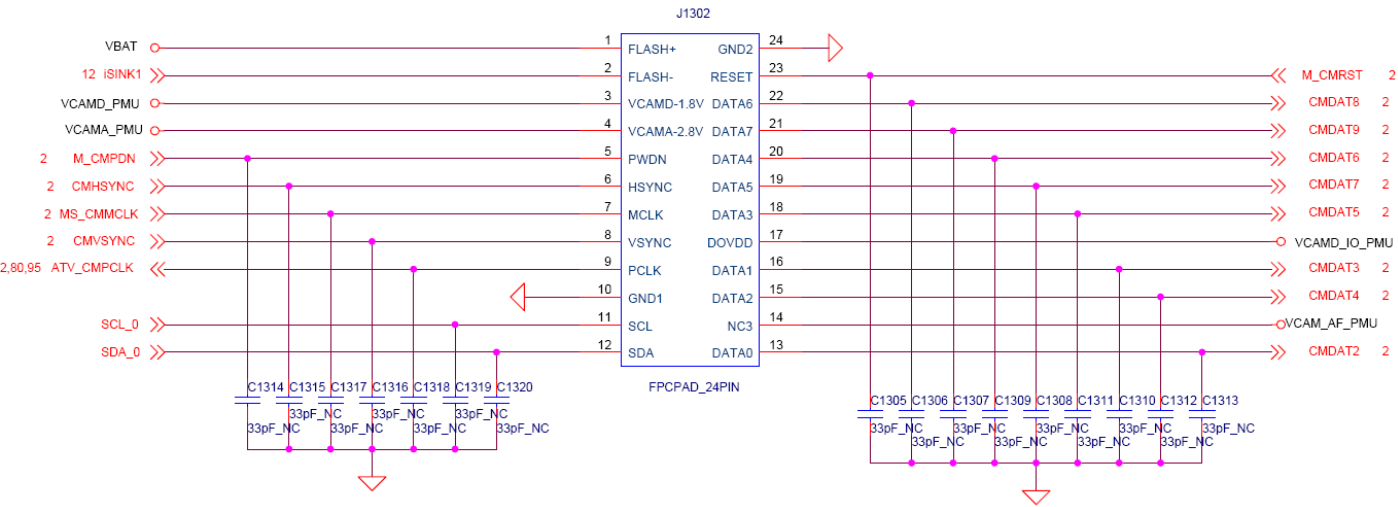 J1302
VBAT 1 FLASH+ GND2 24
12 iSINK1 2 FLASH- RESET 23 M_CMRST 2
VCAMD_PMU 3 VCAMD-1.8V DATA6 22 CMDAT8 2
VCAMA_PMU 4 VCAMA-2.8V DATA7 21 CMDAT9 2
2 M_CMPDN 5 PWDN DATA4 20 CMDAT6 2
2 CMHSYNC 6 HSYNC DATA5 19 CMDAT7 2
2 MS_CMMCLK 7 MCLK DATA3 18 CMDAT5 2
2 CMVSYNC 8 VSYNC DOVDD 17 VCAMD_IO_PMU
2,80,95 ATV_CMPCLK 9 PCLK DATA1 16 CMDAT3 2
10 GND1 DATA2 15 CMDAT4 2
SCL_0 11 SCL NC3 14 VCAM_AF_PMU
SDA_0 12 SDA DATA0 13 CMDAT2 2
FPCPAD_24PIN
C1314 C1315 C1317 C1316 C1318 C1319 C1320
33pF_NC 33pF_NC 33pF_NC
33pF_NC 33pF_NC 33pF_NC 33pF_NC
C1305 C1306 C1307 C1309 C1308 C1311 C1310 C1312 C1313
33pF_NC 33pF_NC 33pF_NC 33pF_NC 33pF_NC
33pF_NC 33pF_NC 33pF_NC 33pF_NC